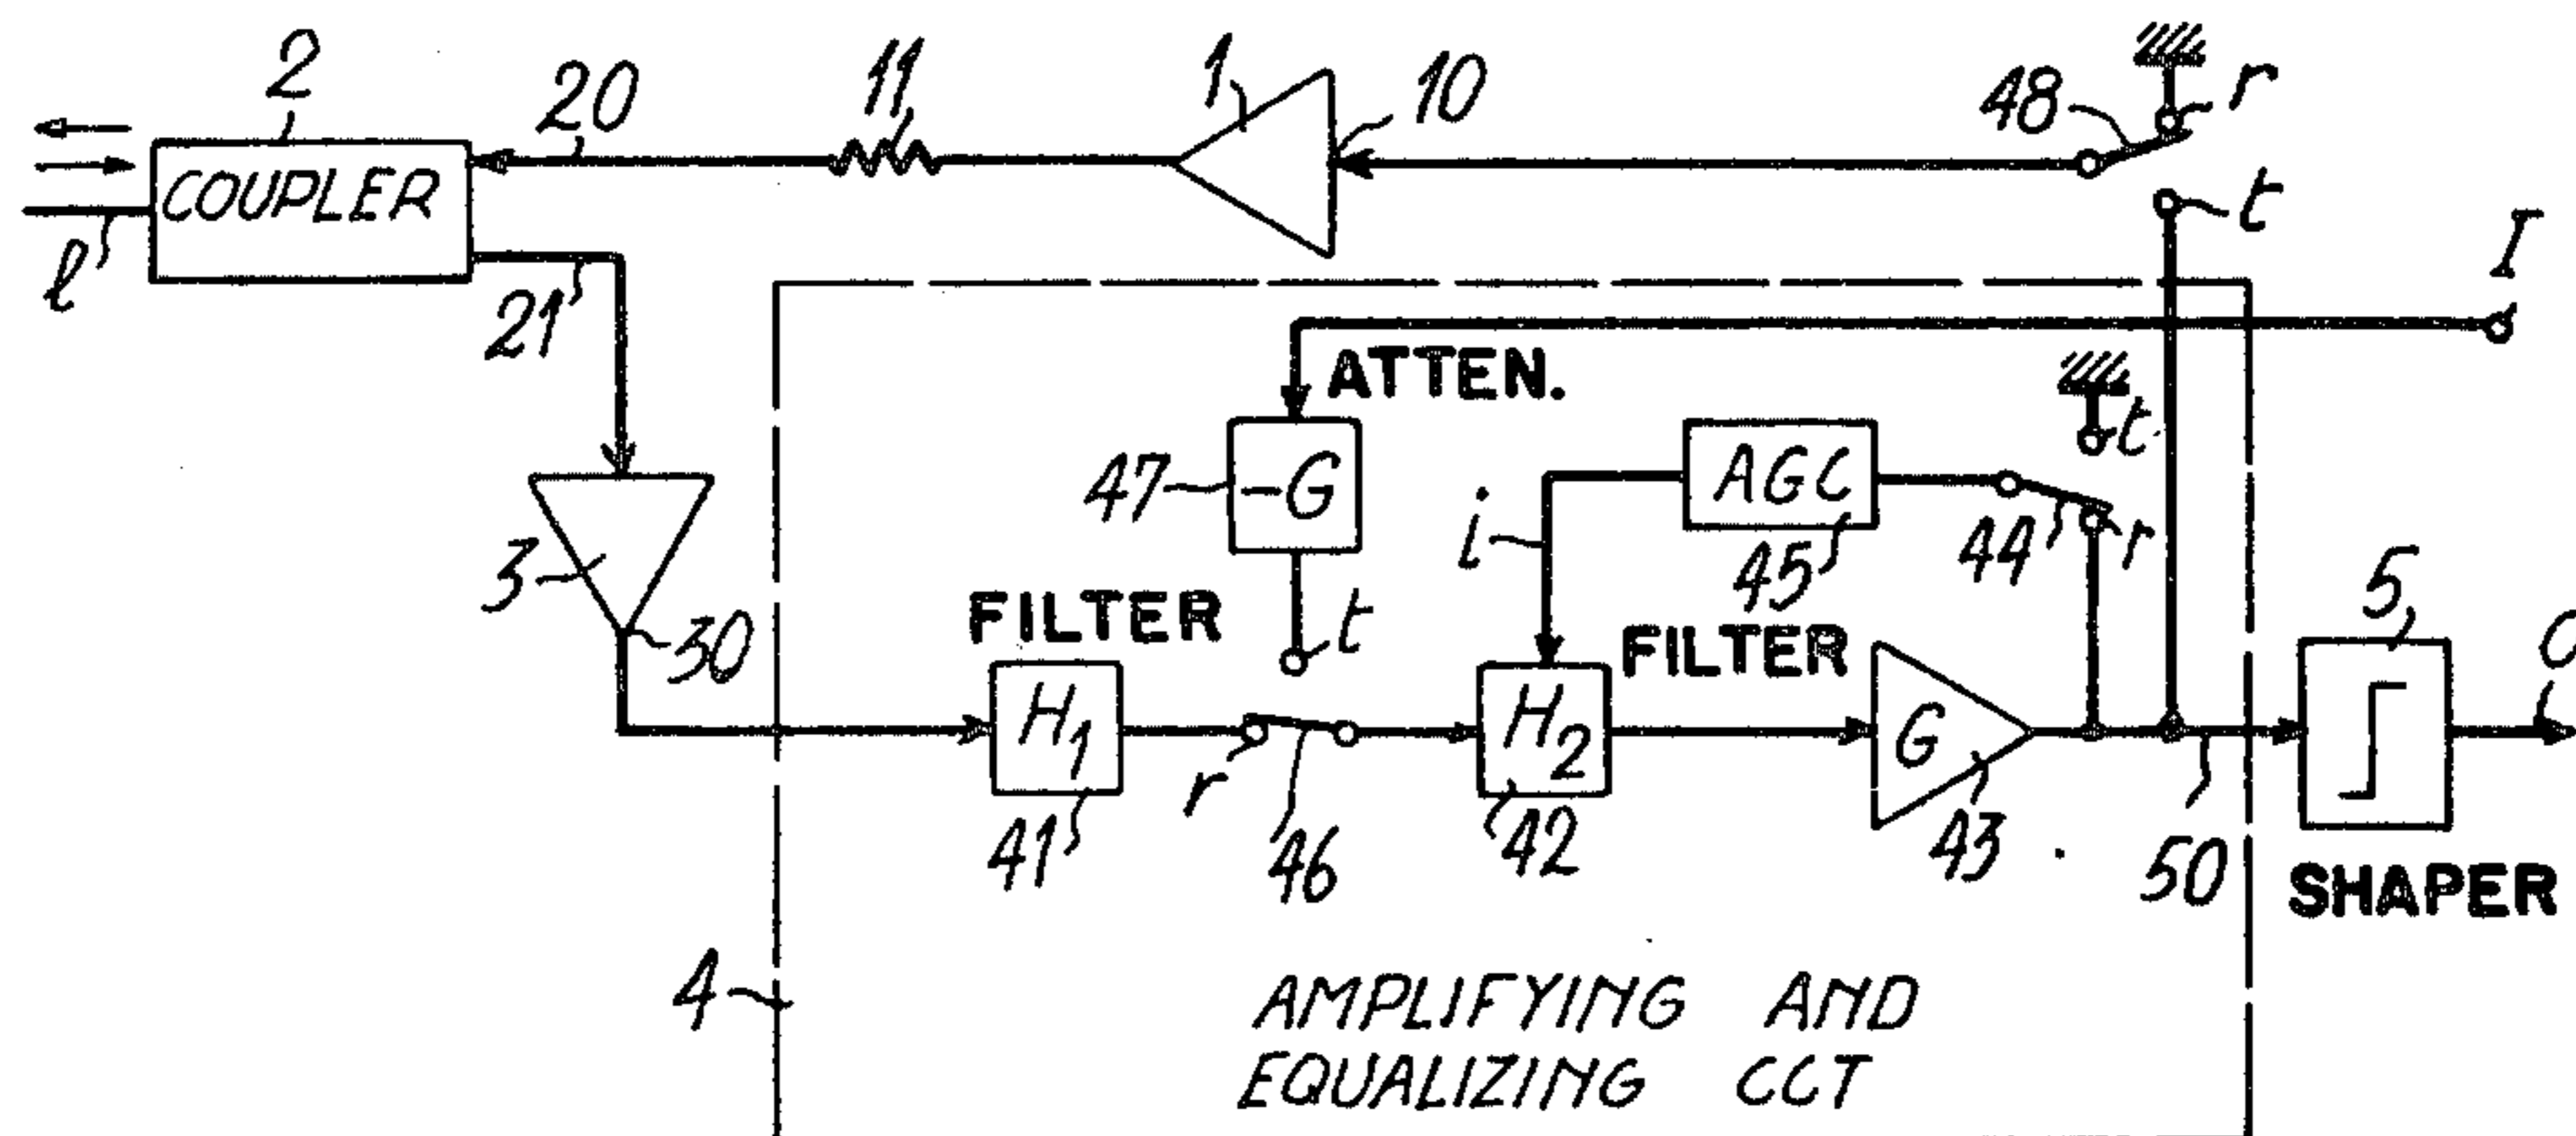 2
20
11
1
10
48
r
t
I
COUPLER
l
21
ATTEN.
47
-G
i
AGC
45
44
t
r
3
30
FILTER
t
FILTER
5
O
H1
r
H2
G
41
46
42
43
50
SHAPER
4
AMPLIFYING AND
EQUALIZING CCT